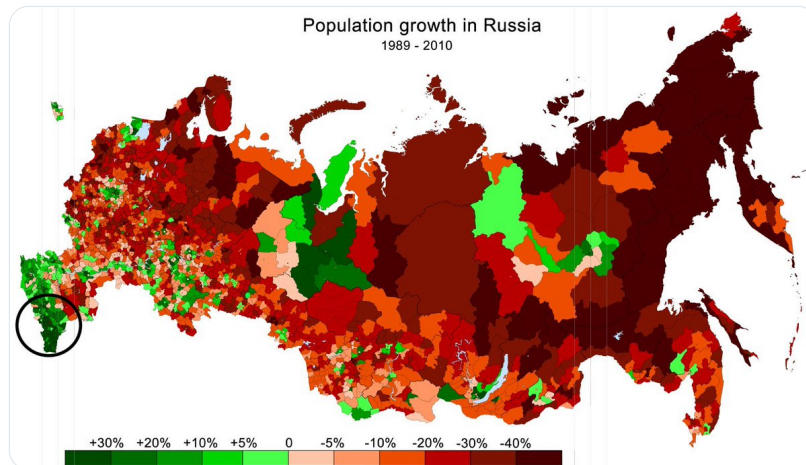 Population growth in Russia
1989 - 2010
+30% +20% +10% +5% 0 -5% -10% -20% -30% -40%